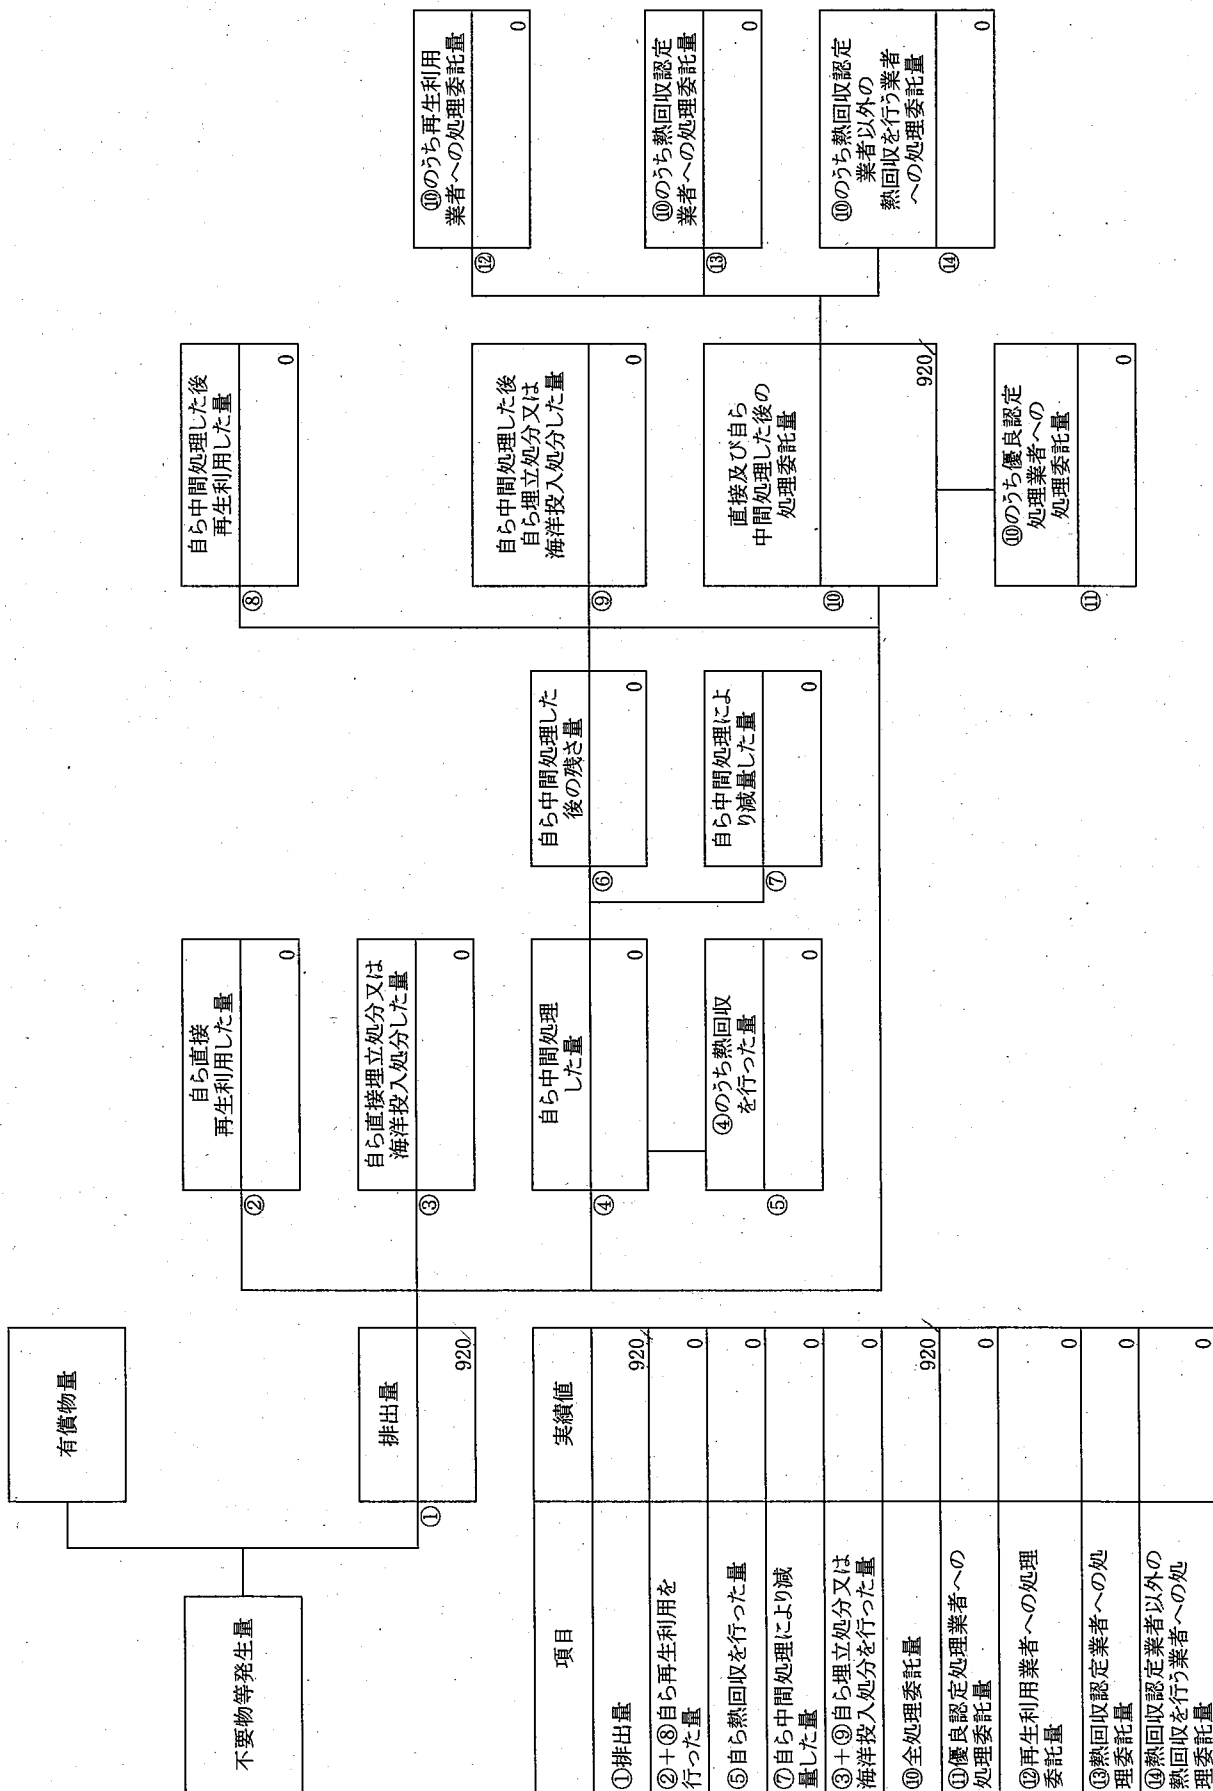 不要物等発生量
有償物量
①
排出量
920
②
自ら直接
再生利用した量
0
③
自ら直接埋立処分又は
海洋投入処分した量
0
④
自ら中間処理
した量
0
⑤
④のうち熱回収
を行った量
0
⑥
自ら中間処理した
後の残さ量
0
⑦
自ら中間処理によ
り減量した量
0
⑧
自ら中間処理した後
再生利用した量
0
⑨
自ら中間処理した後
自ら埋立処分又は
海洋投入処分した量
0
⑩
直接及び自ら
中間処理した後の
処理委託量
920
⑪
⑩のうち優良認定
処理業者への
処理委託量
0
⑫
⑩のうち再生利用
業者への処理委託量
0
⑬
⑩のうち熱回収認定
業者への処理委託量
0
⑭
⑩のうち熱回収認定
業者以外の
熱回収を行う業者
への処理委託量
0
項目 実績値
①排出量 920
②+⑧自ら再生利用を
行った量 0
⑤自ら熱回収を行った量 0
⑦自ら中間処理により減
量した量 0
③+⑨自ら埋立処分又は
海洋投入処分を行った量 0
⑩全処理委託量 920
⑪優良認定処理業者への
処理委託量 0
⑫再生利用業者への処理
委託量 0
⑬熱回収認定業者への処
理委託量 0
⑭熱回収認定業者以外の
熱回収を行う業者への処
理委託量 0